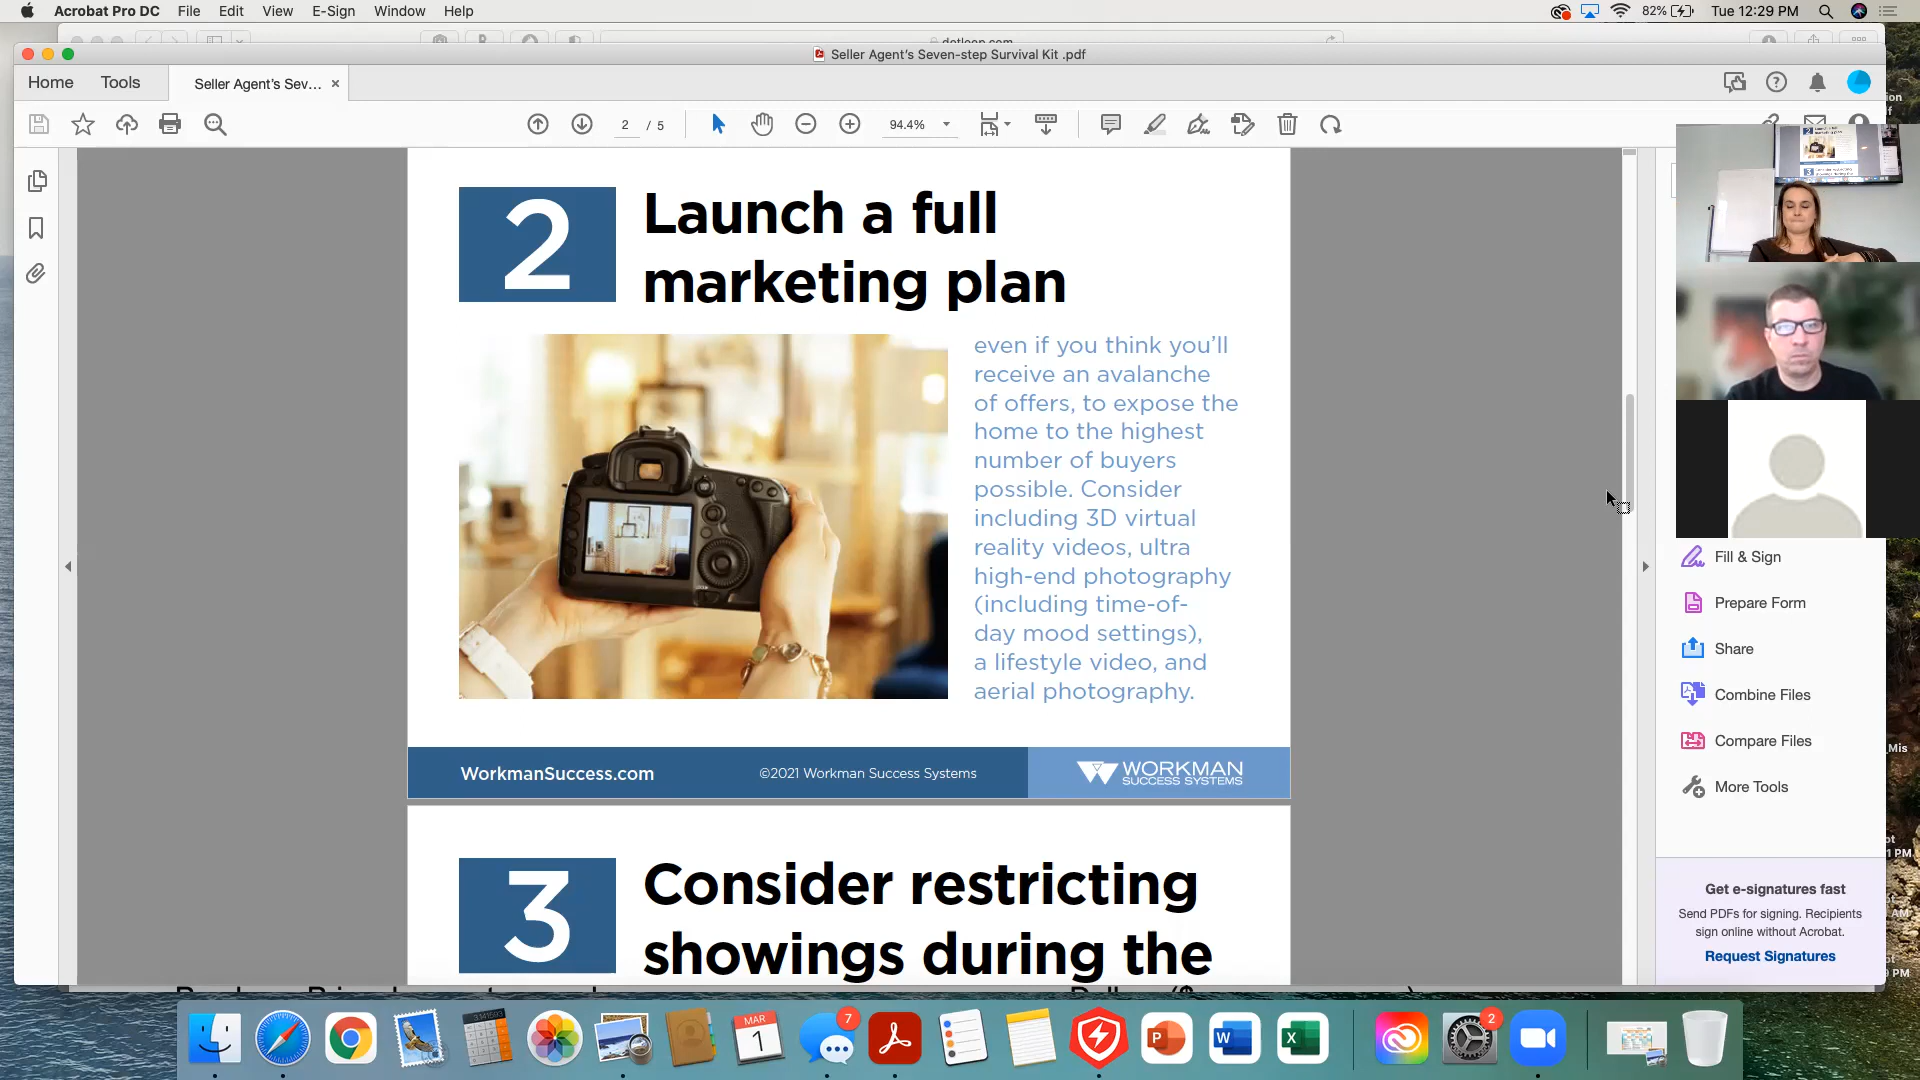 Acrobat Pro DC File Edit View E-Sign Window Help 82% Tue 12:29 PM
dotloop.com
Seller Agent's Seven-step Survival Kit .pdf
Home Tools Seller Agent's Sev... ×
2 / 5 94.4%
2
Launch a full
marketing plan
even if you think you'll
receive an avalanche
of offers, to expose the
home to the highest
number of buyers
possible. Consider
including 3D virtual
reality videos, ultra
high-end photography
(including time-of-
day mood settings),
a lifestyle video, and
aerial photography.
WorkmanSuccess.com ©2021 Workman Success Systems WORKMAN
SUCCESS SYSTEMS
3
Consider restricting
showings during the
Fill & Sign
Prepare Form
Share
Combine Files
Compare Files
More Tools
Get e-signatures fast
Send PDFs for signing. Recipients
sign online without Acrobat.
Request Signatures
MAR
1
7
2
P
W
X